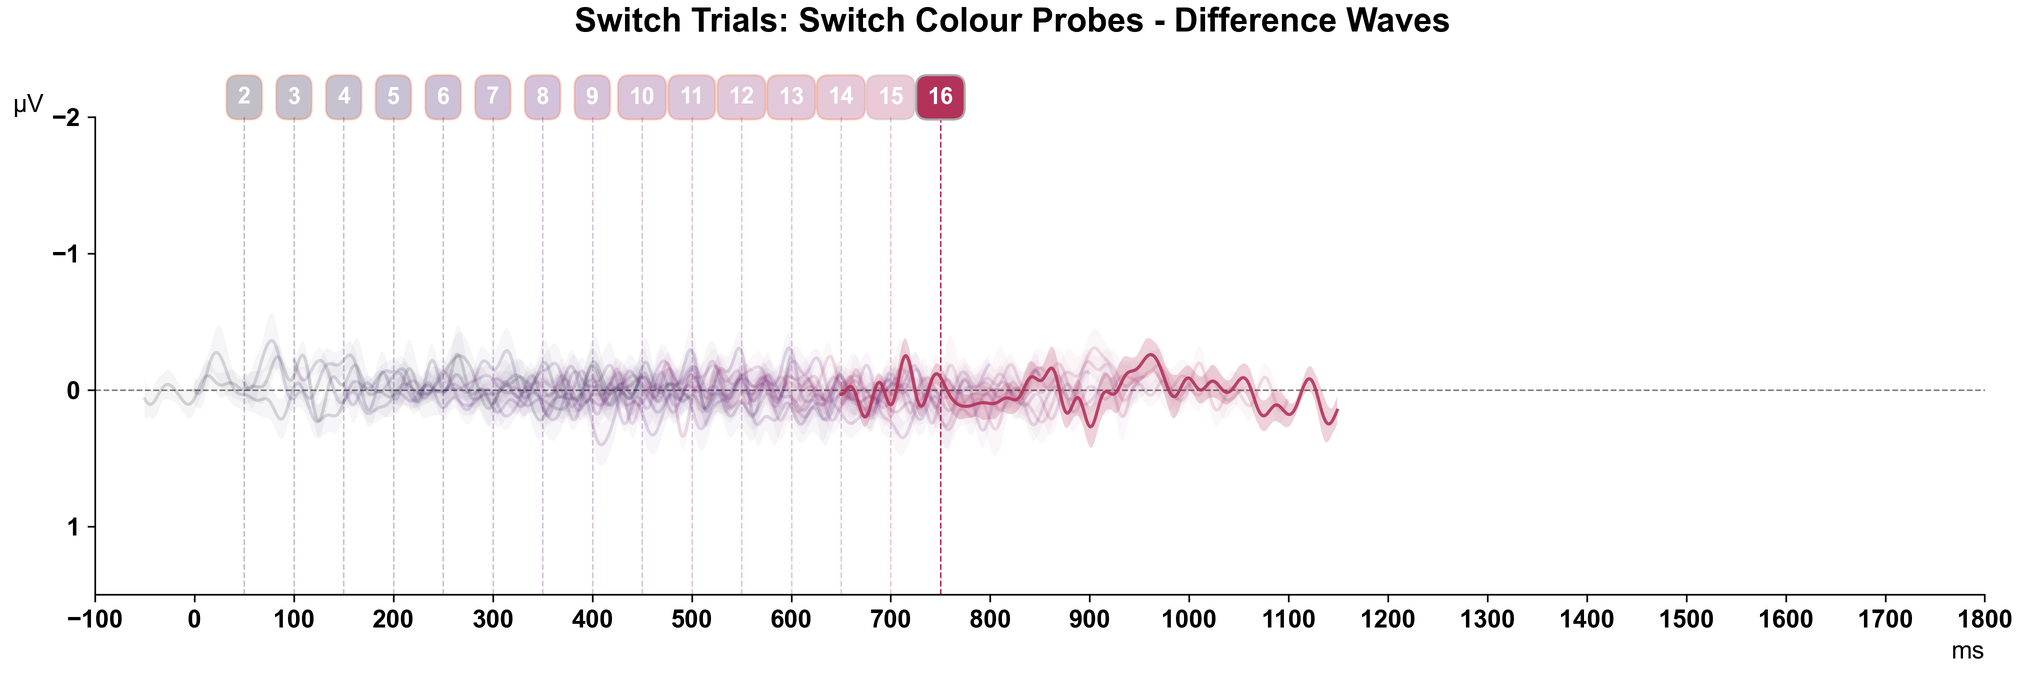 Switch Trials: Switch Colour Probes - Difference Waves
2 3 4 5 6 7 8 9 10 11 12 13 14 15 16
µV
−2
−1
0
1
−100 0 100 200 300 400 500 600 700 800 900 1000 1100 1200 1300 1400 1500 1600 1700 1800
ms